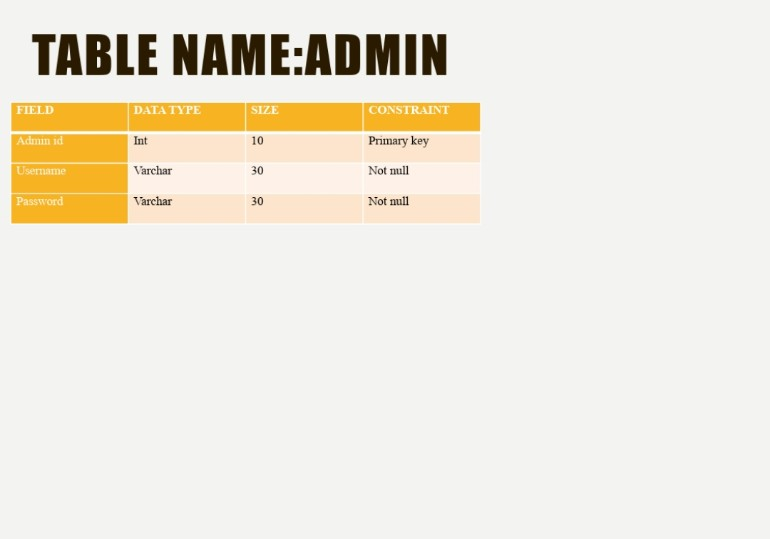 TABLE NAME:ADMIN
FIELD DATA TYPE SIZE CONSTRAINT
Admin id Int 10 Primary key
Username Varchar 30 Not null
Password Varchar 30 Not null